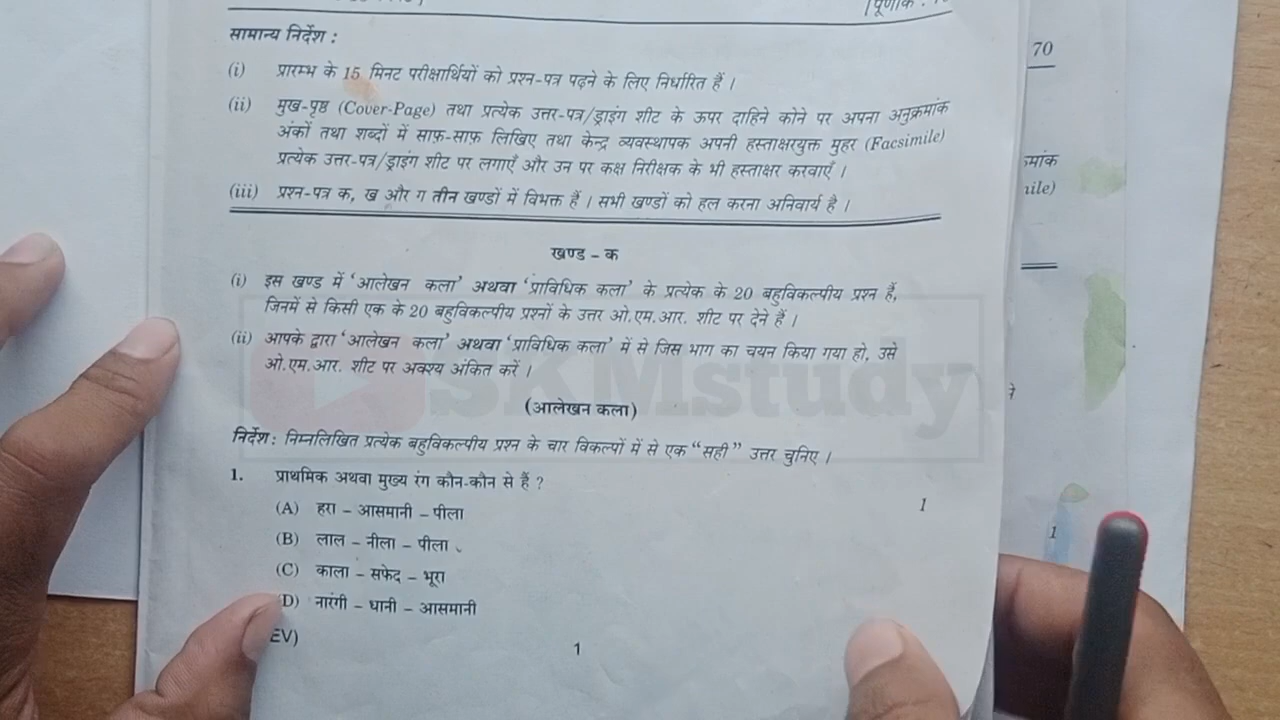 सामान्य निर्देश :
70
(i) प्रारम्भ के 15 मिनट परीक्षार्थियों को प्रश्न-पत्र पढ़ने के लिए निर्धारित हैं ।
(ii) मुख-पृष्ठ (Cover-Page) तथा प्रत्येक उत्तर-पत्र/ड्राइंग शीट के ऊपर दाहिने कोने पर अपना अनुक्रमांक
अंकों तथा शब्दों में साफ़-साफ़ लिखिए तथा केन्द्र व्यवस्थापक अपनी हस्ताक्षरयुक्त मुहर (Facsimile)
प्रत्येक उत्तर-पत्र/ड्राइंग शीट पर लगाएँ और उन पर कक्ष निरीक्षक के भी हस्ताक्षर करवाएँ ।
(iii) प्रश्न-पत्र क, ख और ग तीन खण्डों में विभक्त हैं । सभी खण्डों को हल करना अनिवार्य है ।
खण्ड – क
(i) इस खण्ड में ‘आलेखन कला’ अथवा ‘प्राविधिक कला’ के प्रत्येक के 20 बहुविकल्पीय प्रश्न हैं,
जिनमें से किसी एक के 20 बहुविकल्पीय प्रश्नों के उत्तर ओ.एम.आर. शीट पर देने हैं ।
(ii) आपके द्वारा ‘आलेखन कला’ अथवा ‘प्राविधिक कला’ में से जिस भाग का चयन किया गया हो, उसे
ओ.एम.आर. शीट पर अवश्य अंकित करें ।
SKMstudy
(आलेखन कला)
निर्देश : निम्नलिखित प्रत्येक बहुविकल्पीय प्रश्न के चार विकल्पों में से एक “सही” उत्तर चुनिए ।
1. प्राथमिक अथवा मुख्य रंग कौन-कौन से हैं ? 1
(A) हरा – आसमानी – पीला
(B) लाल – नीला – पीला
(C) काला – सफेद – भूरा
D) नारंगी – धानी – आसमानी
EV) 1
1